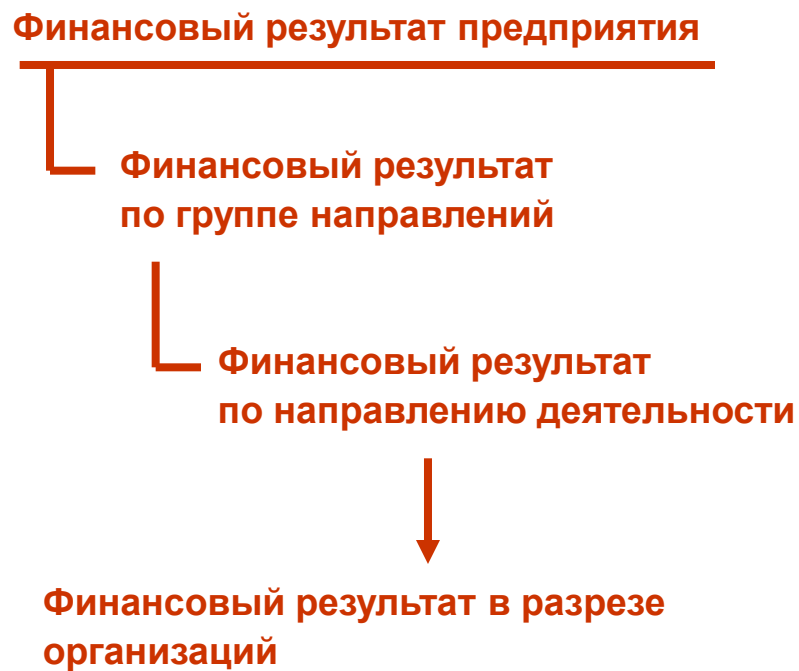 Финансовый результат предприятия
Финансовый результат
по группе направлений
Финансовый результат
по направлению деятельности
Финансовый результат в разрезе
организаций